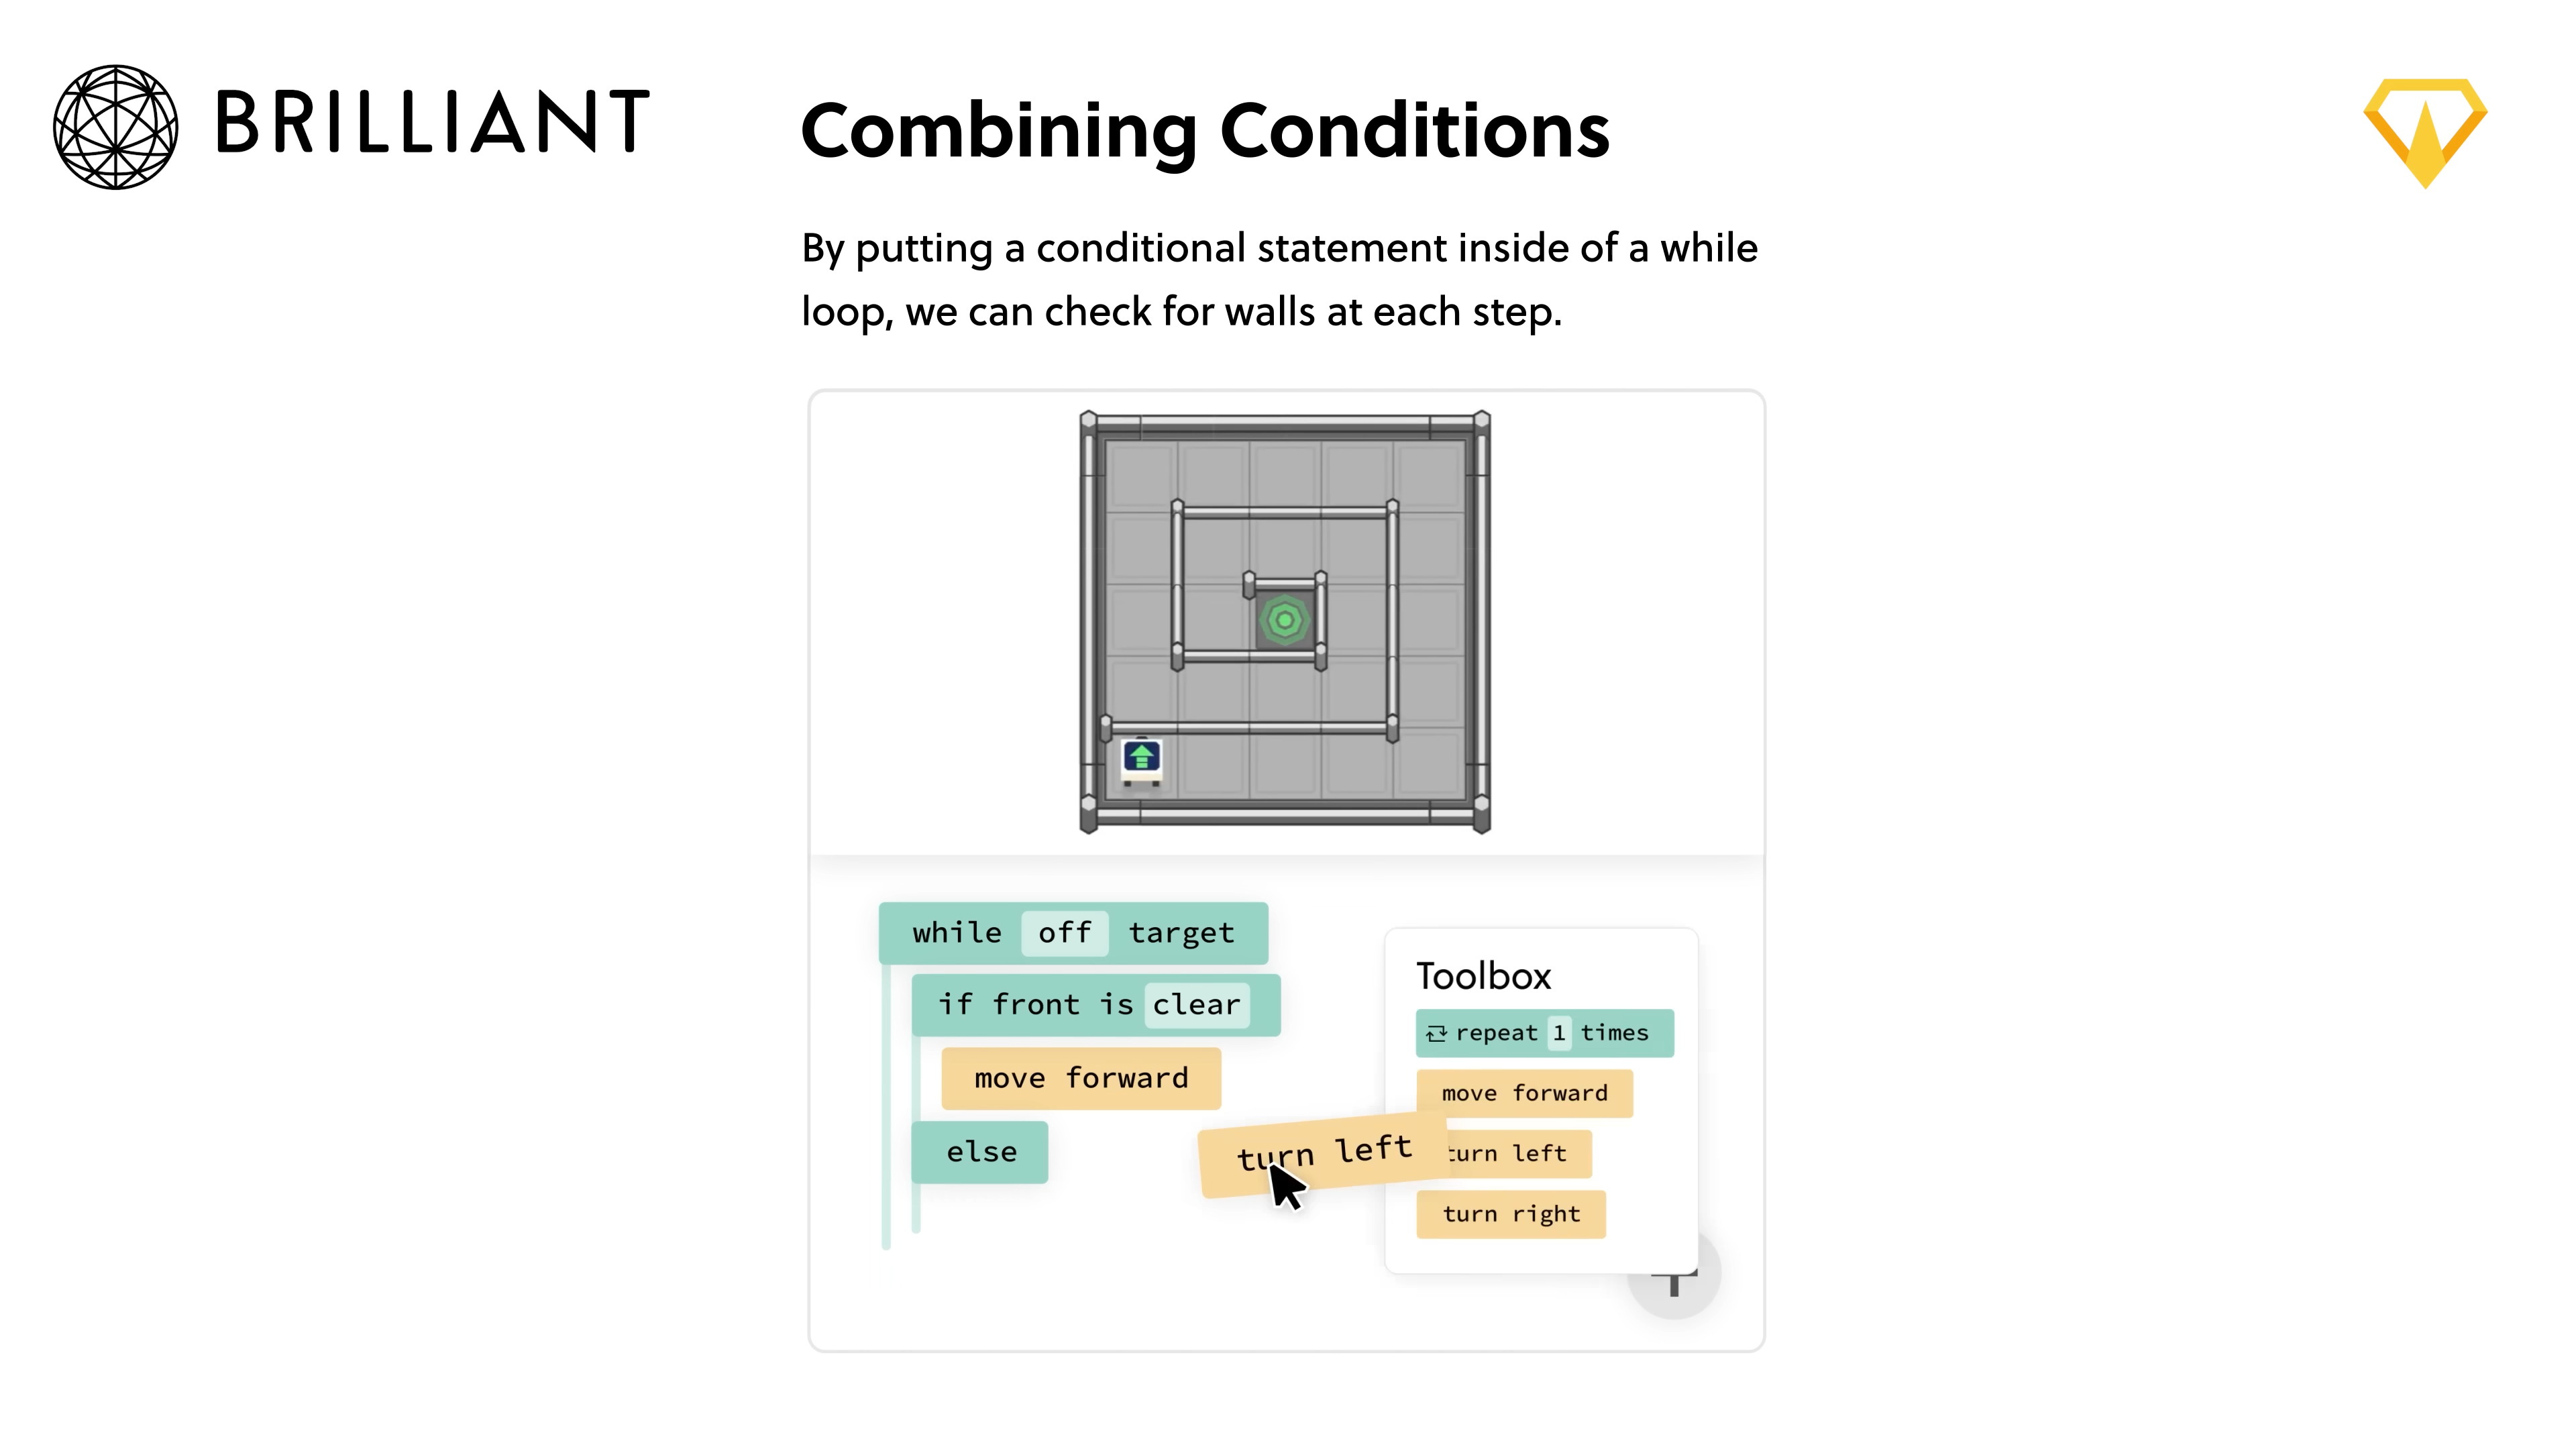 BRILLIANT
Combining Conditions
By putting a conditional statement inside of a while
loop, we can check for walls at each step.
while off target
if front is clear
move forward
else
turn left
Toolbox
repeat 1 times
move forward
turn left
turn right